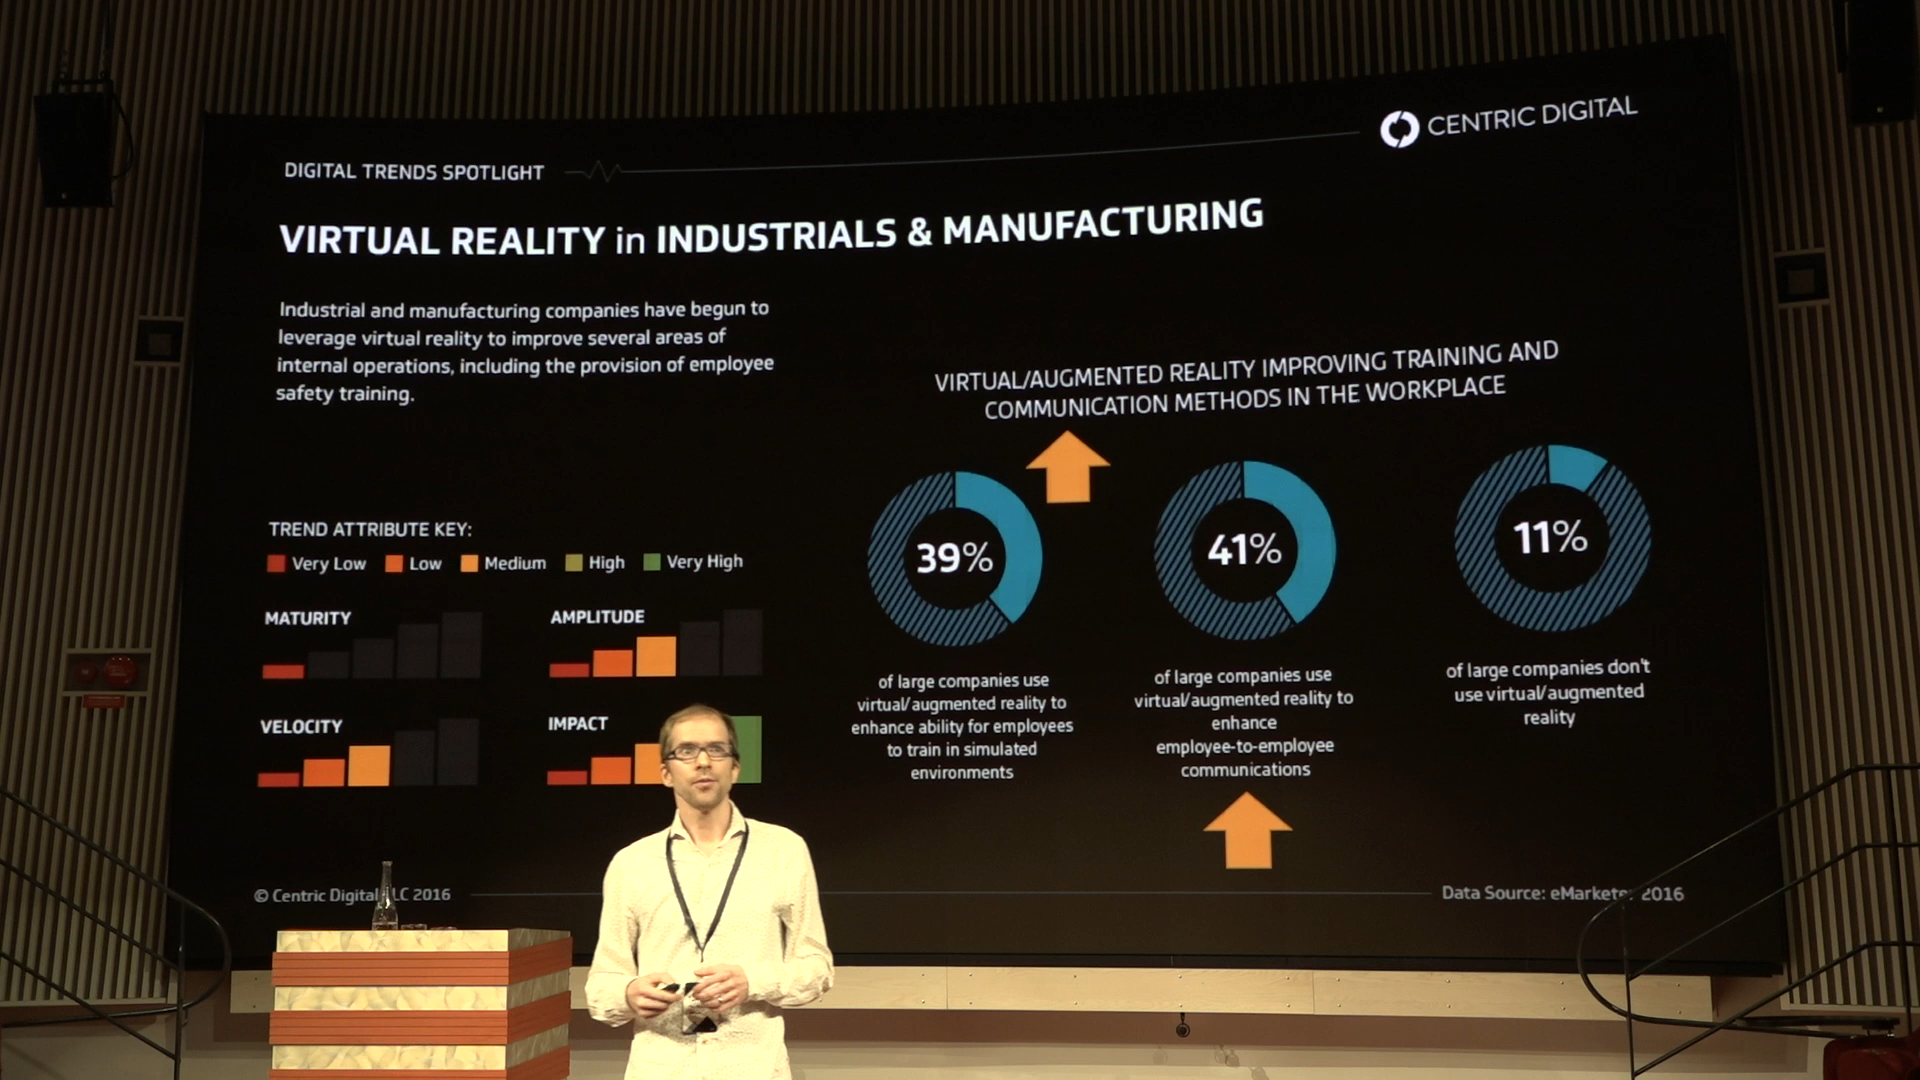 CENTRIC DIGITAL
DIGITAL TRENDS SPOTLIGHT
VIRTUAL REALITY in INDUSTRIALS & MANUFACTURING
Industrial and manufacturing companies have begun to
leverage virtual reality to improve several areas of
internal operations, including the provision of employee
safety training.
TREND ATTRIBUTE KEY:
Very Low Low Medium High Very High
MATURITY
AMPLITUDE
VELOCITY
IMPACT
VIRTUAL/AUGMENTED REALITY IMPROVING TRAINING AND
COMMUNICATION METHODS IN THE WORKPLACE
39%
of large companies use
virtual/augmented reality to
enhance ability for employees
to train in simulated
environments
41%
of large companies use
virtual/augmented reality to
enhance
employee-to-employee
communications
11%
of large companies don't
use virtual/augmented
reality
© Centric Digital 2016
Data Source: eMarketer 2016